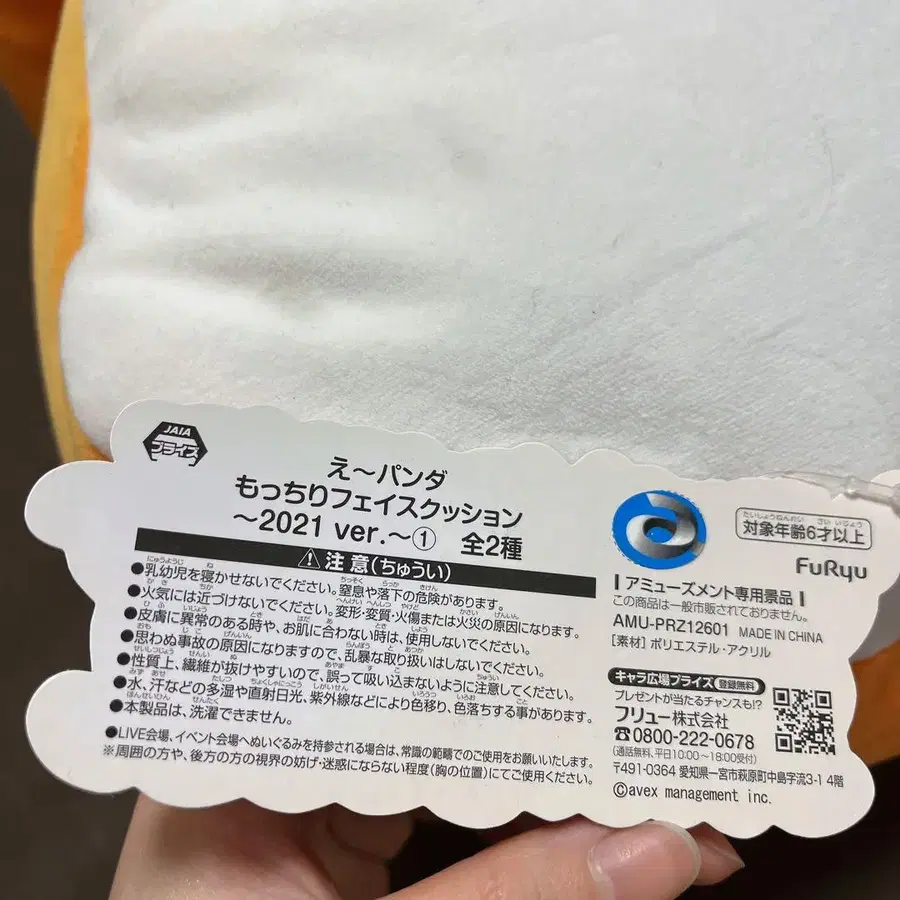 JAIA
プライズ
え～パンダ
もっちりフェイスクッション
～2021 ver.～① 全2種
注意(ちゅうい)
●乳幼児を寝かせないでください。窒息や落下の危険があります。
●火気には近づけないでください。変形・変質・火傷または火災の原因になります。
●皮膚に異常のある時や、お肌に合わない時は、使用しないでください。
●思わぬ事故の原因になりますので、乱暴な取り扱いはしないでください。
●性質上、繊維が抜けやすいので、誤って吸い込まないように注意してください。
●水、汗などの多湿や直射日光、紫外線などにより色移り、色落ちする事があります。
●本製品は、洗濯できません。
●LIVE会場、イベント会場へぬいぐるみを持参される場合は、常識の範疇でのご使用をお願いいたします。
※周囲の方や、後方の方の視界の妨げ・迷惑にならない程度(胸の位置)にてご使用ください。
対象年齢6才以上
FuRyu
アミューズメント専用景品
この商品は一般市販されておりません。
AMU-PRZ12601 MADE IN CHINA
[素材] ポリエステル・アクリル
キャラ広場プライズ 登録無料
プレゼントが当たるチャンスも!?
フリュー株式会社
0800-222-0678
(通話無料、平日10:00～18:00受付)
〒491-0364 愛知県一宮市萩原町中島字流3-1 4階
©avex management inc.